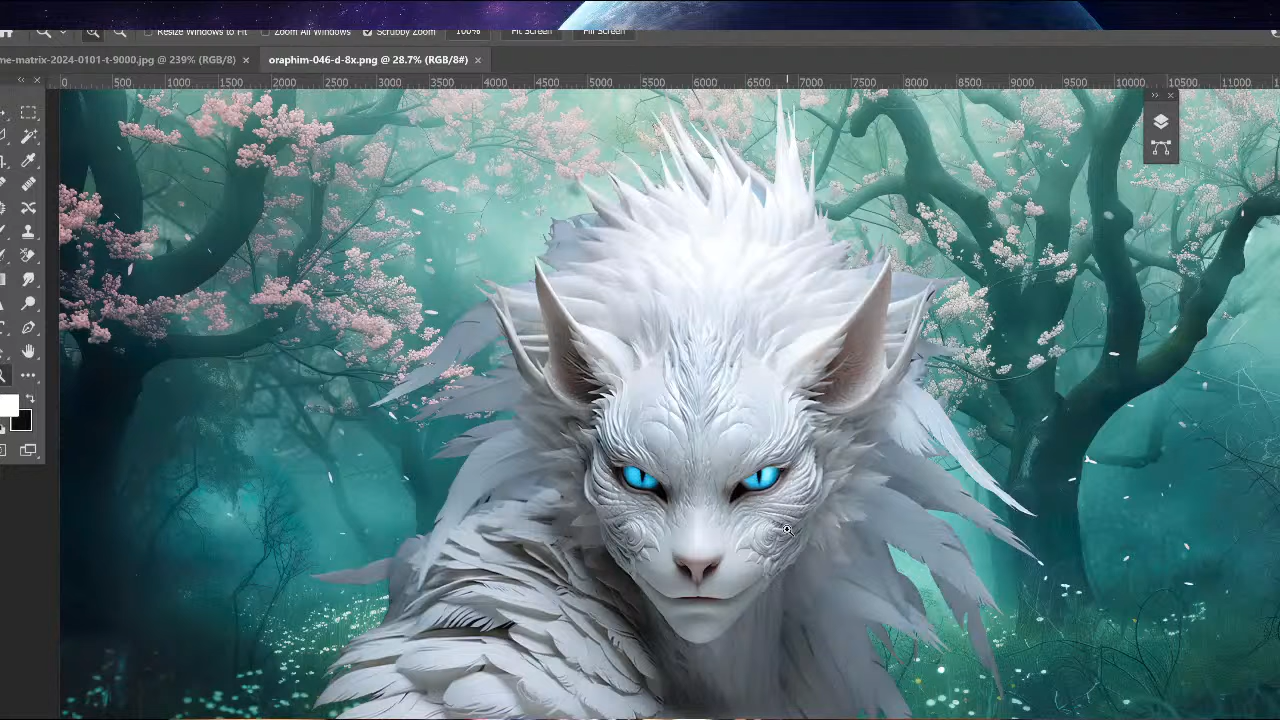 Resize Windows to Fit Zoom All Windows Scrubby Zoom 100% Fit Screen Fill Screen
me-matrix-2024-0101-t-9000.jpg @ 239% (RGB/8) × oraphim-046-d-8x.png @ 28.7% (RGB/8#) ×
0 500 1000 1500 2000 2500 3000 3500 4000 4500 5000 5500 6000 6500 7000 7500 8000 8500 9000 9500 10000 10500 11000